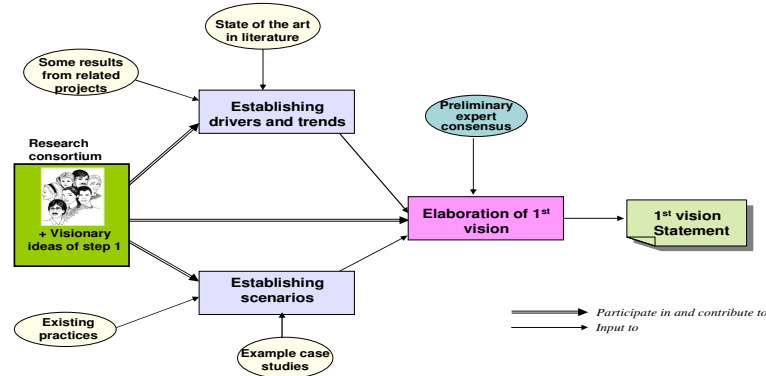 State of the art
in literature
Some results
from related
projects
Establishing
drivers and trends
Preliminary
expert
consensus
Research
consortium
+ Visionary
ideas of step 1
Elaboration of 1st
vision
1st vision
Statement
Establishing
scenarios
Existing
practices
Example case
studies
Participate in and contribute to
Input to